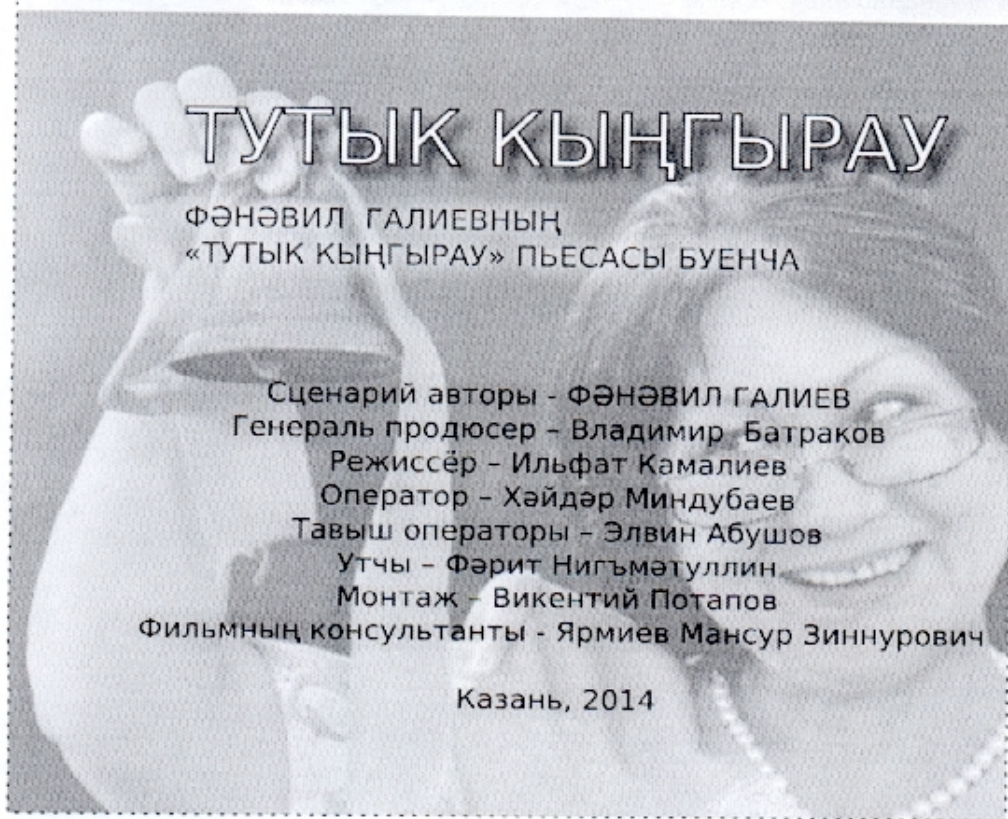 ТУТЫК КЫҢГЫРАУ
ФӘНӘВИЛ ГАЛИЕВНЫҢ
«ТУТЫК КЫҢГЫРАУ» ПЬЕСАСЫ БУЕНЧА
Сценарий авторы - ФӘНӘВИЛ ГАЛИЕВ
Генераль продюсер – Владимир Батраков
Режиссёр – Ильфат Камалиев
Оператор – Хәйдәр Миндубаев
Тавыш операторы – Элвин Абушов
Утчы – Фәрит Нигъмәтуллин
Монтаж – Викентий Потапов
Фильмның консультанты - Ярмиев Мансур Зиннурович
Казань, 2014